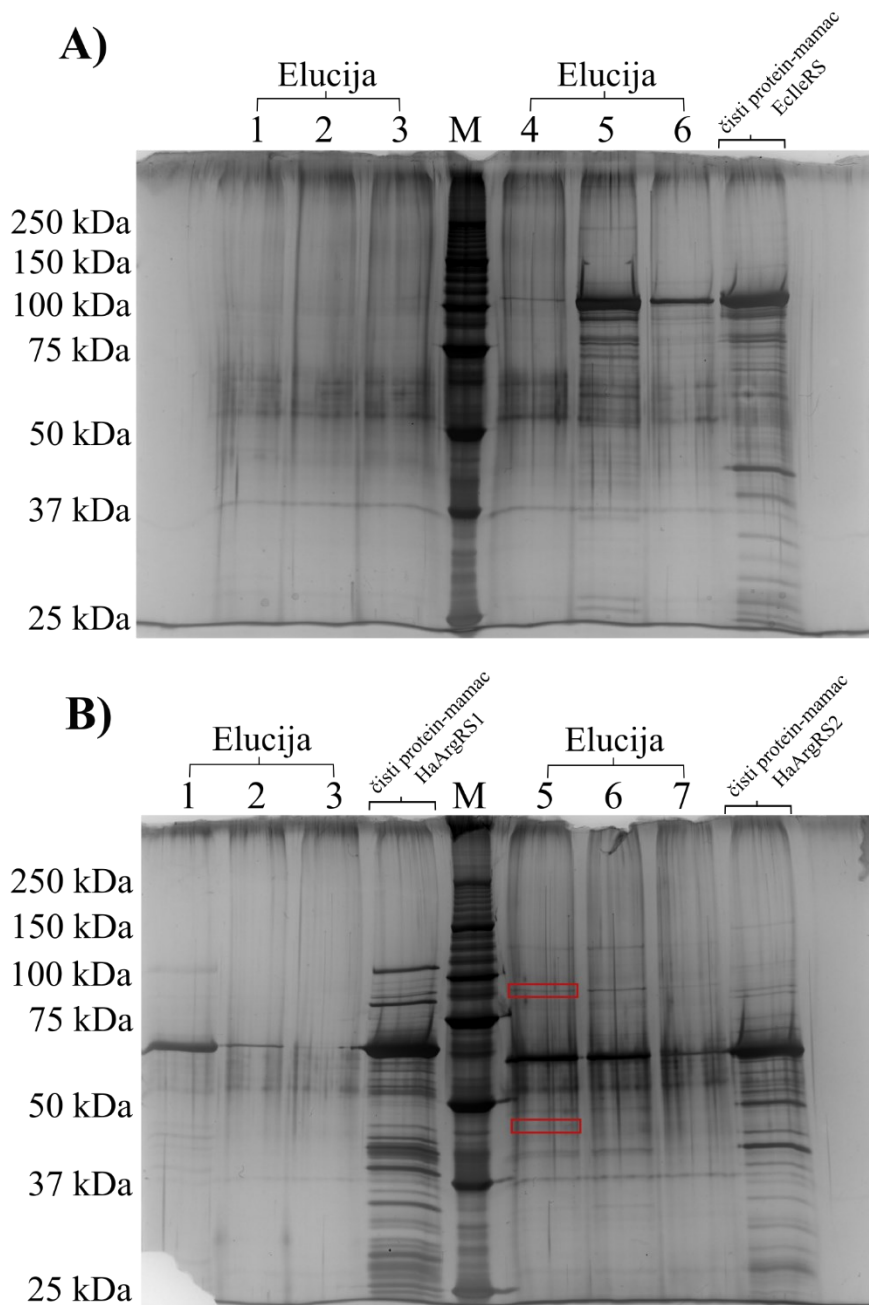 A)
Elucija
Elucija
čisti protein-mamac
EcIleRS
1 2 3 M 4 5 6
250 kDa
150 kDa
100 kDa
75 kDa
50 kDa
37 kDa
25 kDa
B)
Elucija
čisti protein-mamac
HaArgRS1
Elucija
čisti protein-mamac
HaArgRS2
1 2 3 M 5 6 7
250 kDa
150 kDa
100 kDa
75 kDa
50 kDa
37 kDa
25 kDa